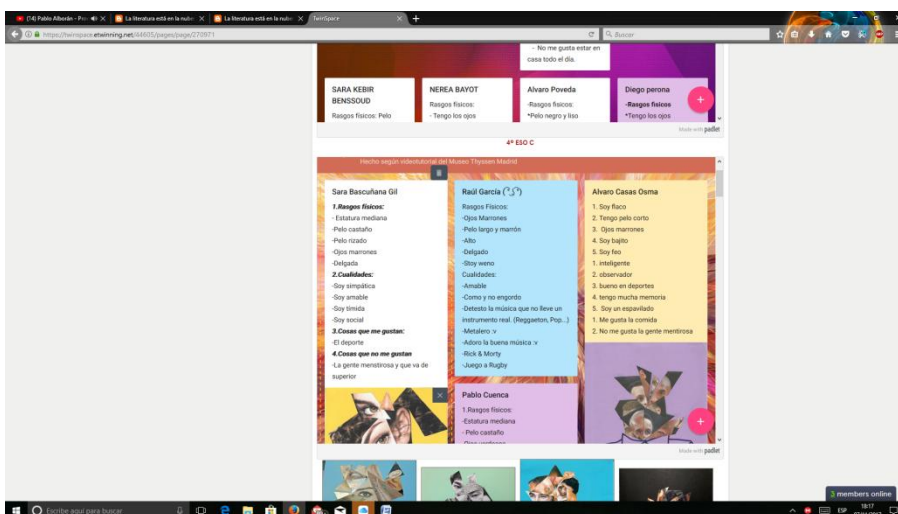 (14) Pablo Alborán - Pro
La literatura está en la nube
La literatura está en la nube
TwinSpace
https://twinspace.etwinning.net/44605/pages/page/270971
Buscar
- No me gusta estar en
casa todo el día.
SARA KEBIR
BENSSOUD
Rasgos físicos: Pelo
NEREA BAYOT
Rasgos físicos:
- Tengo los ojos
Alvaro Poveda
-Rasgos físicos:
*Pelo negro y liso
Diego perona
-Rasgos físicos
*Tengo los ojos
Made with padlet
4º ESO C
Hecho según videotutorial del Museo Thyssen Madrid
Sara Bascuñana Gil
1.Rasgos físicos:
- Estatura mediana
-Pelo castaño
-Pelo rizado
-Ojos marrones
-Delgada
2.Cualidades:
-Soy simpática
-Soy amable
-Soy tímida
-Soy social
3.Cosas que me gustan:
-El deporte
4.Cosas que no me gustan
-La gente menstirosa y que va de
superior
Raúl García
Rasgos Físicos:
-Ojos Marrones
-Pelo largo y marrón
-Alto
-Delgado
-Stoy weno
Cualidades:
-Amable
-Como y no engordo
-Detesto la música que no lleve un
instrumento real. (Reggaeton, Pop...)
-Metalero :v
-Adoro la buena música :v
-Rick & Morty
-Juego a Rugby
Pablo Cuenca
1.Rasgos físicos:
-Estatura mediana
- Pelo castaño
Alvaro Casas Osma
1. Soy flaco
2. Tengo pelo corto
3. Ojos marrones
4. Soy bajito
5. Soy feo
1. inteligente
2. observador
3. bueno en deportes
4. tengo mucha memoria
5. Soy un espavilado
1. Me gusta la comida
2. No me gusta la gente mentirosa
Made with padlet
3 members online
Escribe aquí para buscar
ESP
18:17